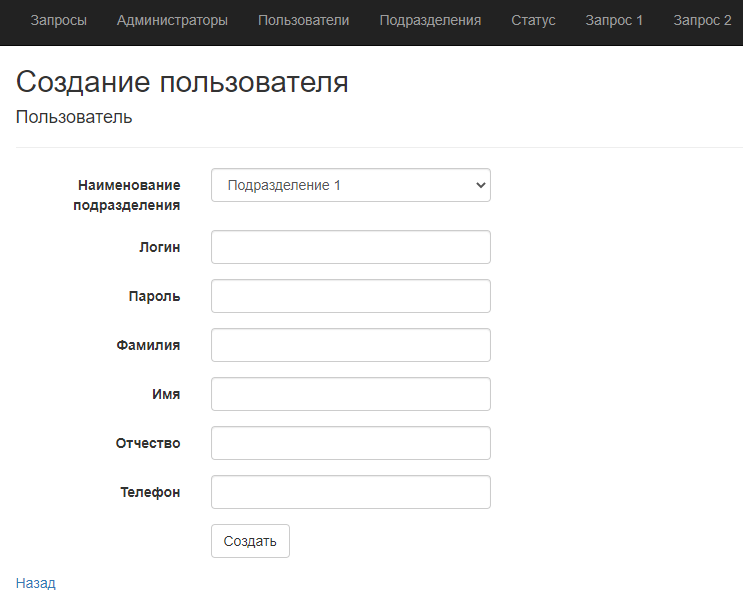 Запросы Администраторы Пользователи Подразделения Статус Запрос 1 Запрос 2
Создание пользователя
Пользователь
Наименование подразделения
Подразделение 1
Логин
Пароль
Фамилия
Имя
Отчество
Телефон
Создать
Назад